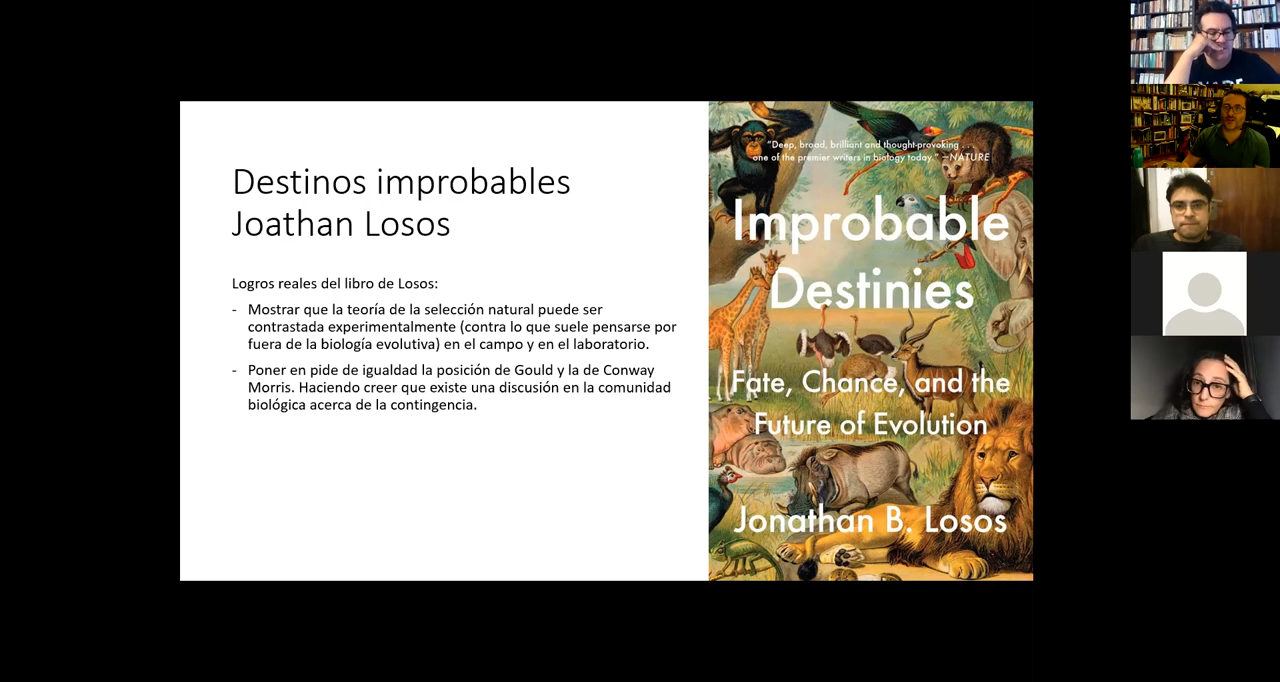 Destinos improbables
Joathan Losos
Logros reales del libro de Losos:
- Mostrar que la teoría de la selección natural puede ser
contrastada experimentalmente (contra lo que suele pensarse por
fuera de la biología evolutiva) en el campo y en el laboratorio.
- Poner en pide de igualdad la posición de Gould y la de Conway
Morris. Haciendo creer que existe una discusión en la comunidad
biológica acerca de la contingencia.
"Deep, broad, brilliant and thought-provoking . . .
one of the premier writers in biology today." —NATURE
Improbable
Destinies
Fate, Chance, and the
Future of Evolution
Jonathan B. Losos